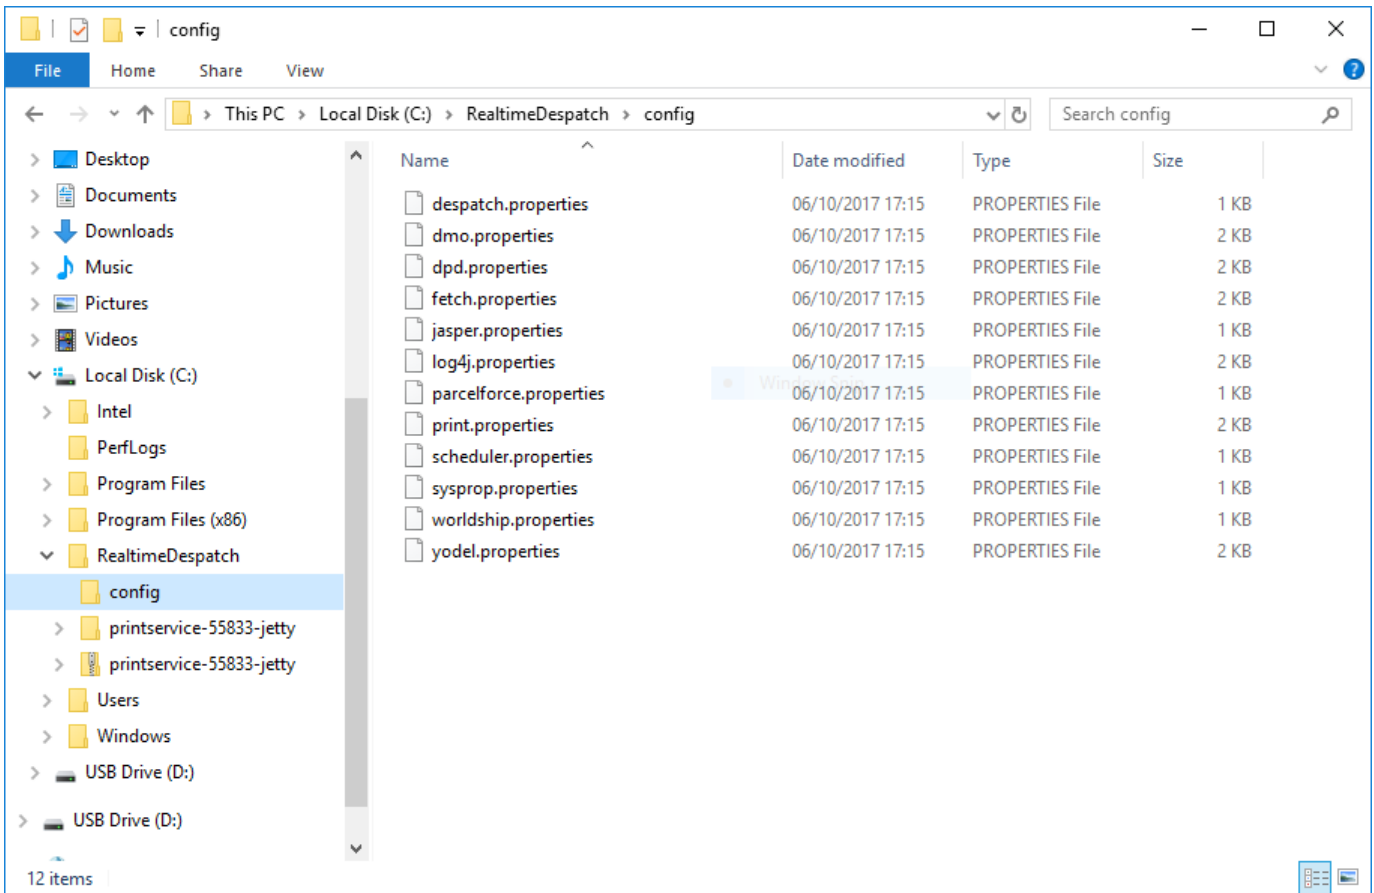 config
File Home Share View
This PC Local Disk (C:) RealtimeDespatch config Search config
Desktop
Documents
Downloads
Music
Pictures
Videos
Local Disk (C:)
Intel
PerfLogs
Program Files
Program Files (x86)
RealtimeDespatch
config
printservice-55833-jetty
printservice-55833-jetty
Users
Windows
USB Drive (D:)
USB Drive (D:)
Name Date modified Type Size
despatch.properties 06/10/2017 17:15 PROPERTIES File 1 KB
dmo.properties 06/10/2017 17:15 PROPERTIES File 2 KB
dpd.properties 06/10/2017 17:15 PROPERTIES File 2 KB
fetch.properties 06/10/2017 17:15 PROPERTIES File 2 KB
jasper.properties 06/10/2017 17:15 PROPERTIES File 1 KB
log4j.properties 06/10/2017 17:15 PROPERTIES File 2 KB
Window Snip
parcelforce.properties 06/10/2017 17:15 PROPERTIES File 1 KB
print.properties 06/10/2017 17:15 PROPERTIES File 2 KB
scheduler.properties 06/10/2017 17:15 PROPERTIES File 1 KB
sysprop.properties 06/10/2017 17:15 PROPERTIES File 1 KB
worldship.properties 06/10/2017 17:15 PROPERTIES File 1 KB
yodel.properties 06/10/2017 17:15 PROPERTIES File 2 KB
12 items